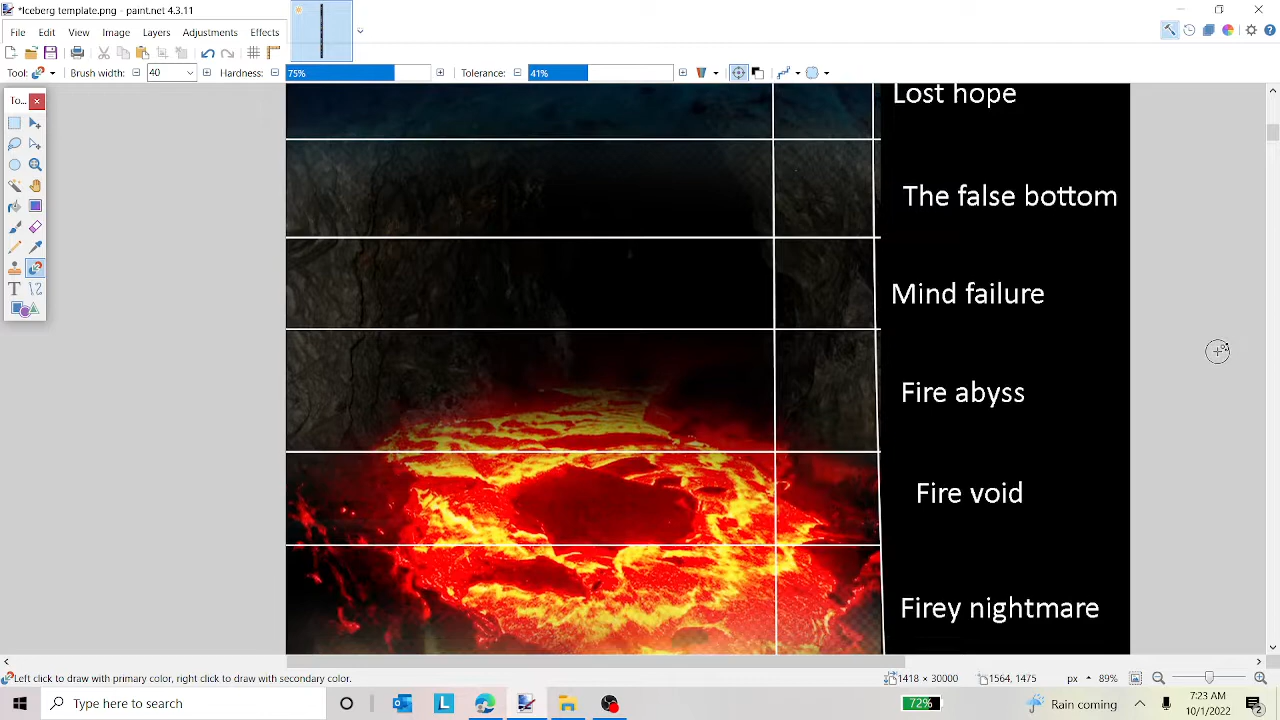 *Iceberg template.png - paint.net 4.3.11
File Edit View Image Layers Adjustments Effects
Tool: Brush width: 40 Hardness: 75% Tolerance: 41%
To...
Lost hope
The false bottom
Mind failure
Fire abyss
Fire void
Firey nightmare
Left click to draw with primary color, right click to draw with secondary color.
1418 × 30000
1564, 1475
px
89%
Type here to search
72%
Rain coming
7:23 AM
10/1/2022
2